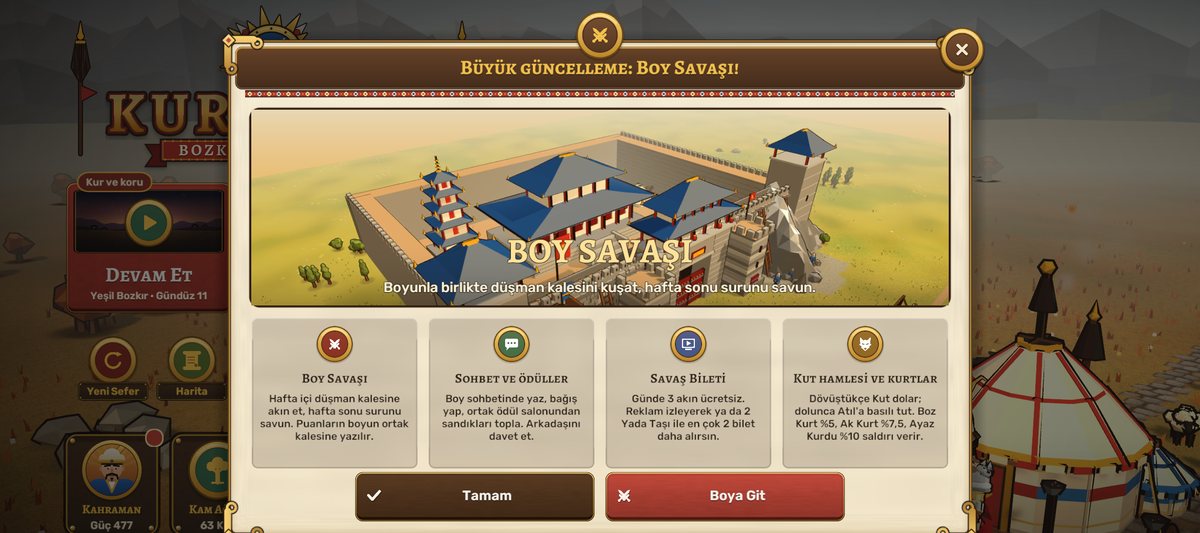 BÜYÜK GÜNCELLEME: BOY SAVAŞI!
KUR
BOZK
Kur ve koru
DEVAM ET
Yeşil Bozkır • Gündüz 11
Yeni Sefer
Harita
KAHRAMAN
Güç 477
KAM A
63 K
BOY SAVAŞI
Boyunla birlikte düşman kalesini kuşat, hafta sonu surunu savun.
BOY SAVAŞI
Hafta içi düşman kalesine
akın et, hafta sonu surunu
savun. Puanların boyun ortak
kalesine yazılır.
SOHBET VE ÖDÜLLER
Boy sohbetinde yaz, bağış
yap, ortak ödül salonundan
sandıkları topla. Arkadaşını
davet et.
SAVAŞ BİLETİ
Günde 3 akın ücretsiz.
Reklam izleyerek ya da 2
Yada Taşı ile en çok 2 bilet
daha alırsın.
KUT HAMLESİ VE KURTLAR
Dövüştükçe Kut dolar;
dolunca Atıl'a basılı tut. Boz
Kurt %5, Ak Kurt %7,5, Ayaz
Kurdu %10 saldırı verir.
Tamam
Boya Git